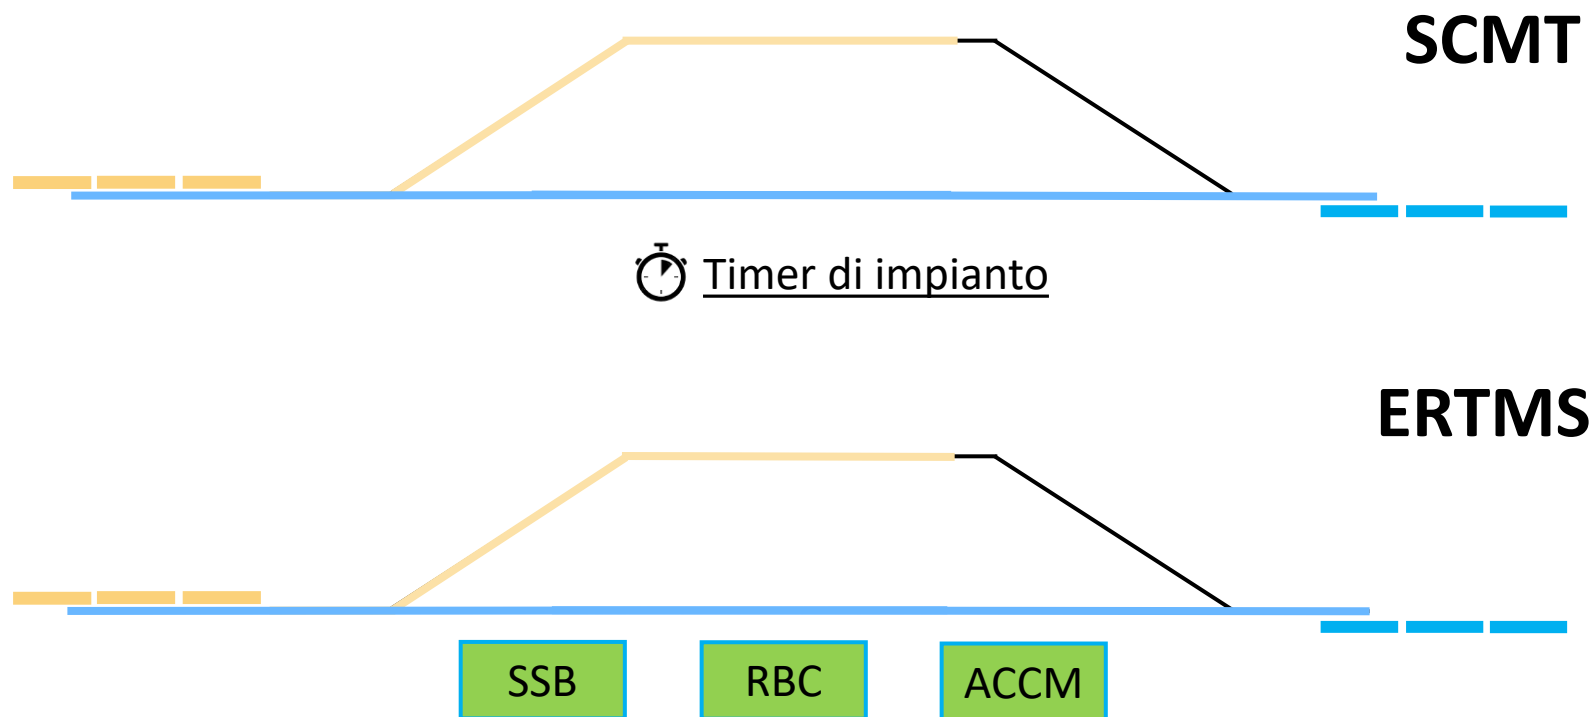 SCMT
Timer di impianto
ERTMS
SSB
RBC
ACCM